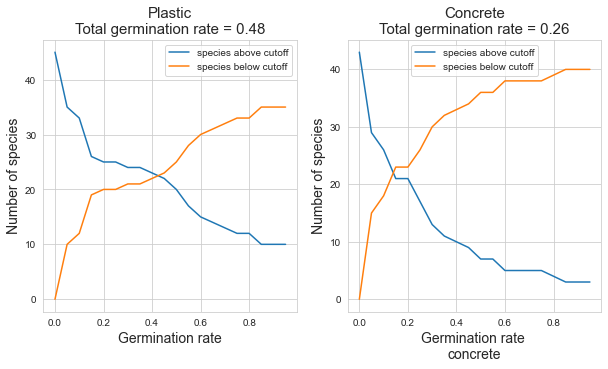 Plastic
Total germination rate = 0.48
species above cutoff
species below cutoff
Number of species
40
30
20
10
0
0.0 0.2 0.4 0.6 0.8
Germination rate
Concrete
Total germination rate = 0.26
species above cutoff
species below cutoff
Number of species
40
30
20
10
0
0.0 0.2 0.4 0.6 0.8
Germination rate
concrete